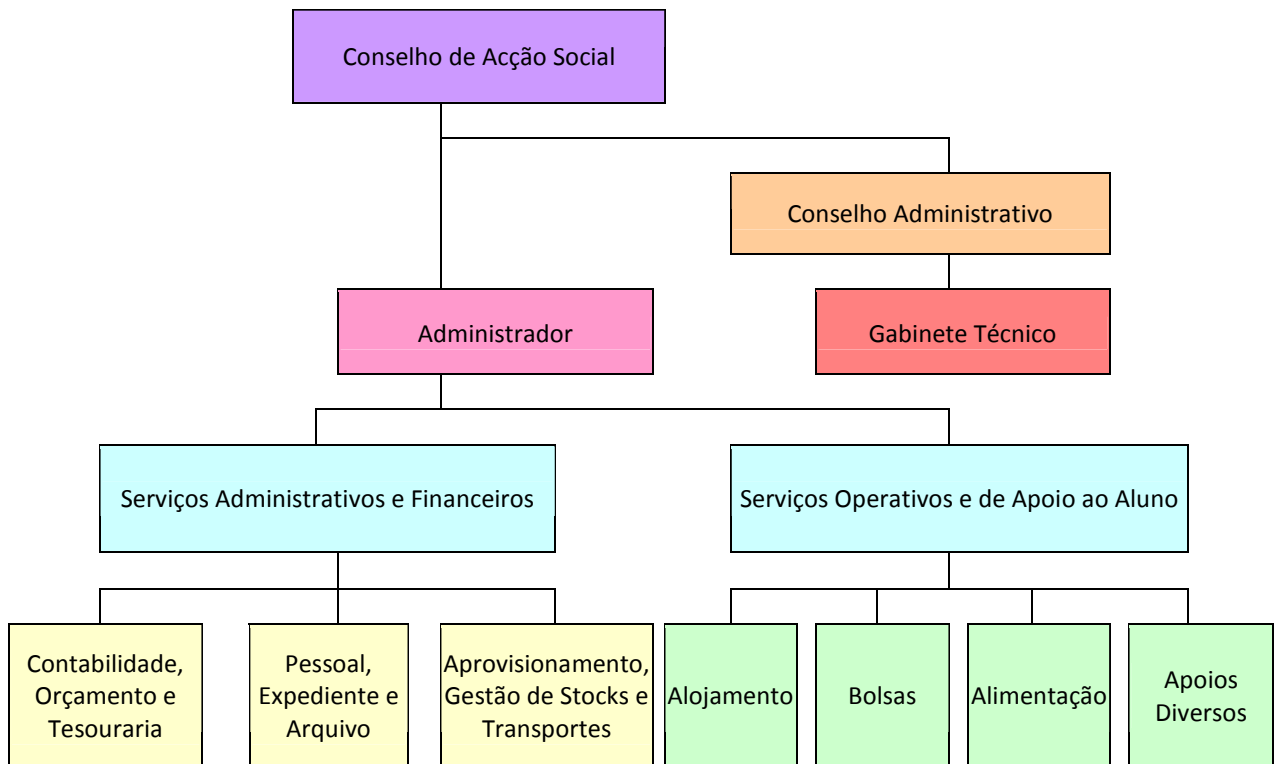 Conselho de Acção Social
Conselho Administrativo
Administrador
Gabinete Técnico
Serviços Administrativos e Financeiros
Serviços Operativos e de Apoio ao Aluno
Contabilidade,
Orçamento e
Tesouraria
Pessoal,
Expediente e
Arquivo
Aprovisionamento,
Gestão de Stocks e
Transportes
Alojamento
Bolsas
Alimentação
Apoios
Diversos